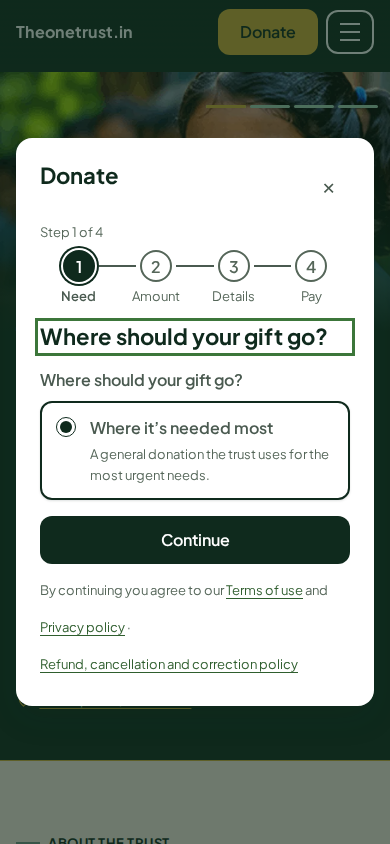 Theonetrust.in
Donate
Donate
×
Step 1 of 4
1
2
3
4
Need
Amount
Details
Pay
Where should your gift go?
Where should your gift go?
Where it's needed most
A general donation the trust uses for the
most urgent needs.
Continue
By continuing you agree to our Terms of use and
Privacy policy ·
Refund, cancellation and correction policy
ABOUT THE TRUST